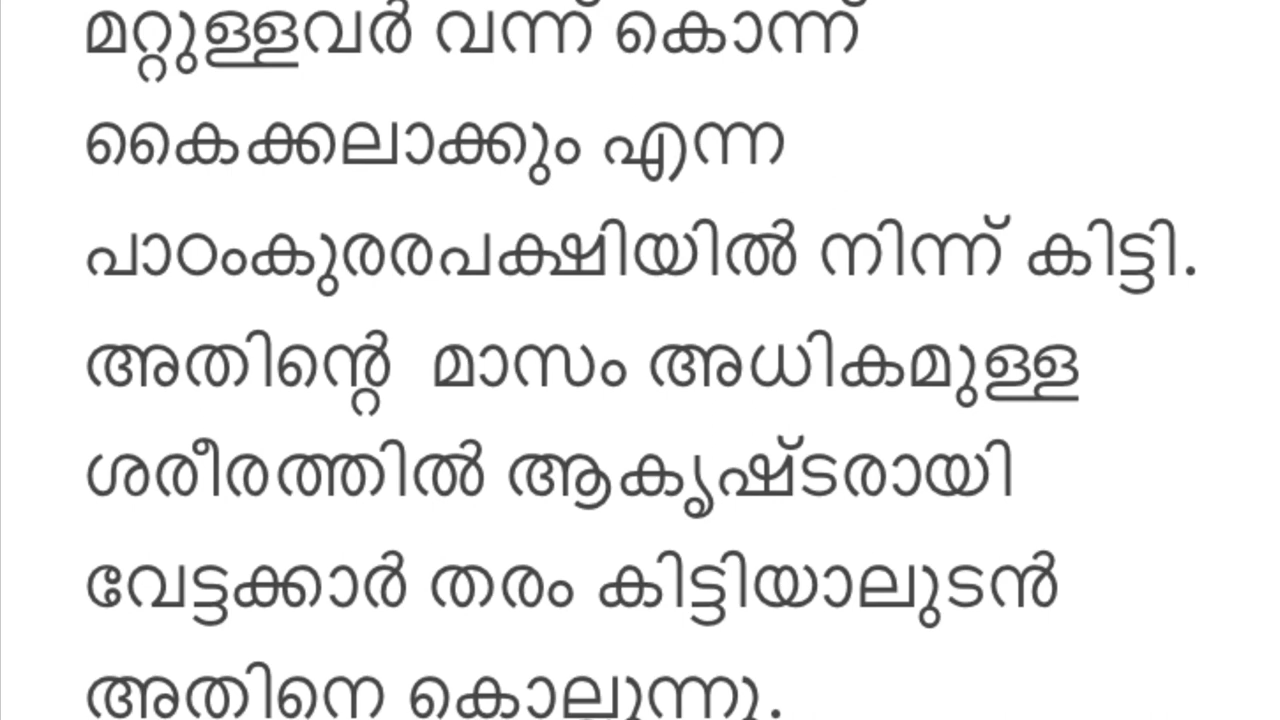 മറ്റുള്ളവർ വന്ന് കൊന്ന്
കൈക്കലാക്കും എന്ന
പാഠംകുരരപക്ഷിയിൽ നിന്ന് കിട്ടി.
അതിന്റെ  മാസം അധികമുള്ള
ശരീരത്തിൽ ആകൃഷ്ടരായി
വേട്ടക്കാർ തരം കിട്ടിയാലുടൻ
അതിനെ കൊല്ലുന്നു.